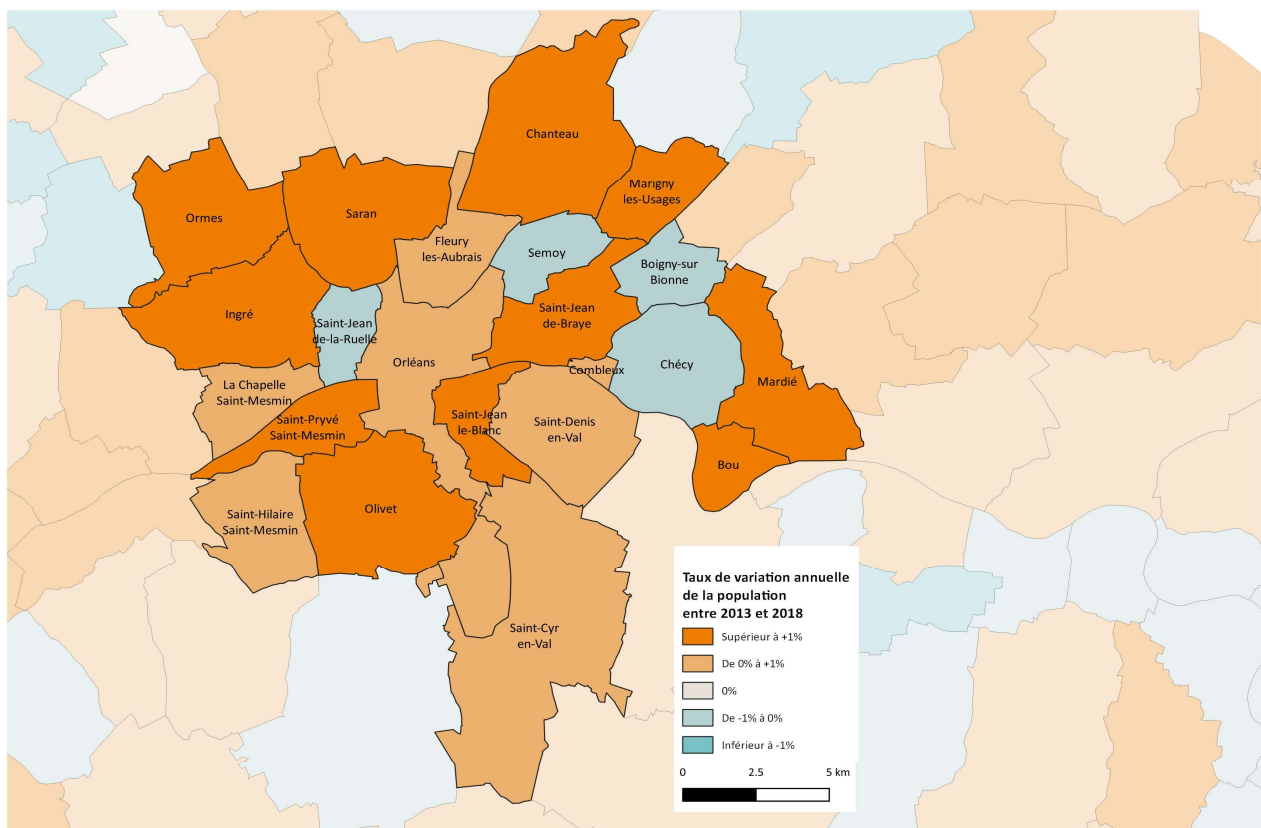 Chanteau
Marigny
les-Usages
Ormes
Saran
Fleury
les-Aubrais
Semoy
Boigny-sur
Bionne
Ingré
Saint-Jean
de-la-Ruelle
Saint-Jean
de-Braye
Orléans
Combleux
Chécy
Mardié
La Chapelle
Saint-Mesmin
Saint-Pryvé
Saint-Mesmin
Saint-Jean
le-Blanc
Saint-Denis
en-Val
Bou
Saint-Hilaire
Saint-Mesmin
Olivet
Saint-Cyr
en-Val
Taux de variation annuelle
de la population
entre 2013 et 2018
Supérieur à +1%
De 0% à +1%
0%
De -1% à 0%
Inférieur à -1%
0 2.5 5 km